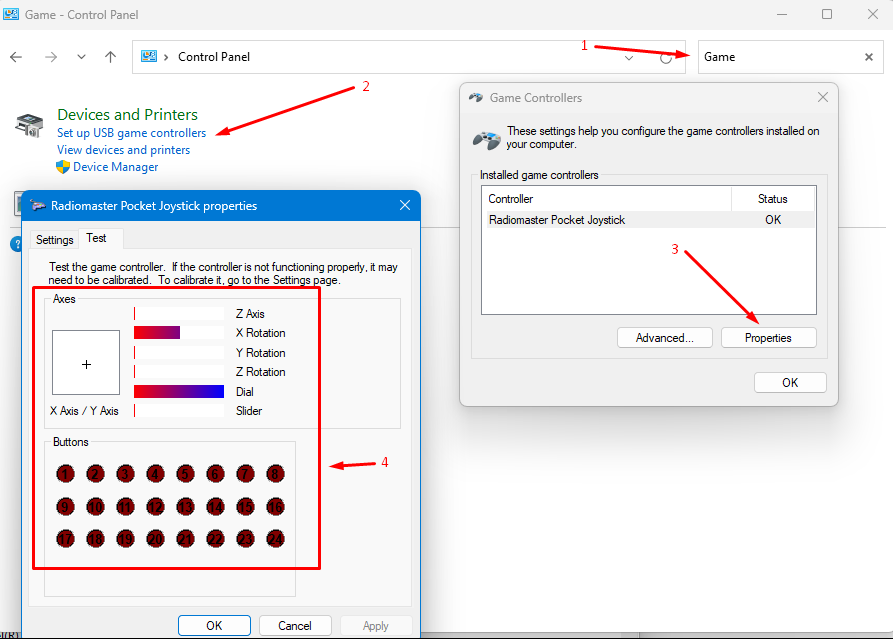 Game - Control Panel
Control Panel
1
Game
2
Devices and Printers
Set up USB game controllers
View devices and printers
Device Manager
Game Controllers
These settings help you configure the game controllers installed on
your computer.
Installed game controllers
Controller Status
Radiomaster Pocket Joystick OK
3
Advanced... Properties
OK
Radiomaster Pocket Joystick properties
Settings Test
Test the game controller. If the controller is not functioning properly, it may
need to be calibrated. To calibrate it, go to the Settings page.
Axes
Z Axis
X Rotation
Y Rotation
Z Rotation
Dial
X Axis / Y Axis Slider
Buttons
4
1 2 3 4 5 6 7 8
9 10 11 12 13 14 15 16
17 18 19 20 21 22 23 24
OK Cancel Apply